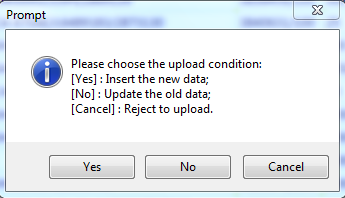 Prompt
Please choose the upload condition:
[Yes] : Insert the new data;
[No] : Update the old data;
[Cancel] : Reject to upload.
Yes No Cancel